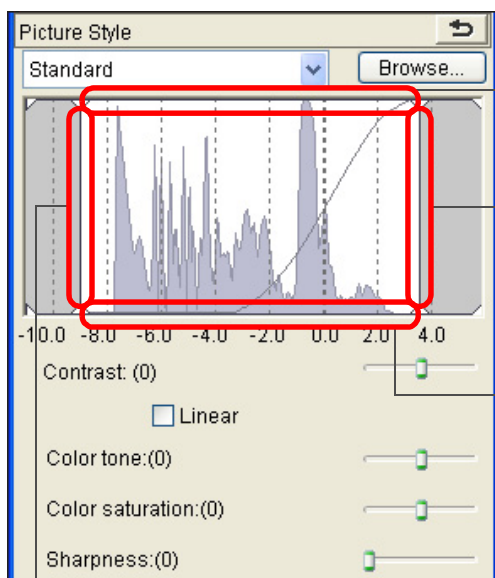 Picture Style
Standard
Browse...
-10.0 -8.0 -6.0 -4.0 -2.0 0.0 2.0 4.0
Contrast: (0)
Linear
Color tone:(0)
Color saturation:(0)
Sharpness:(0)